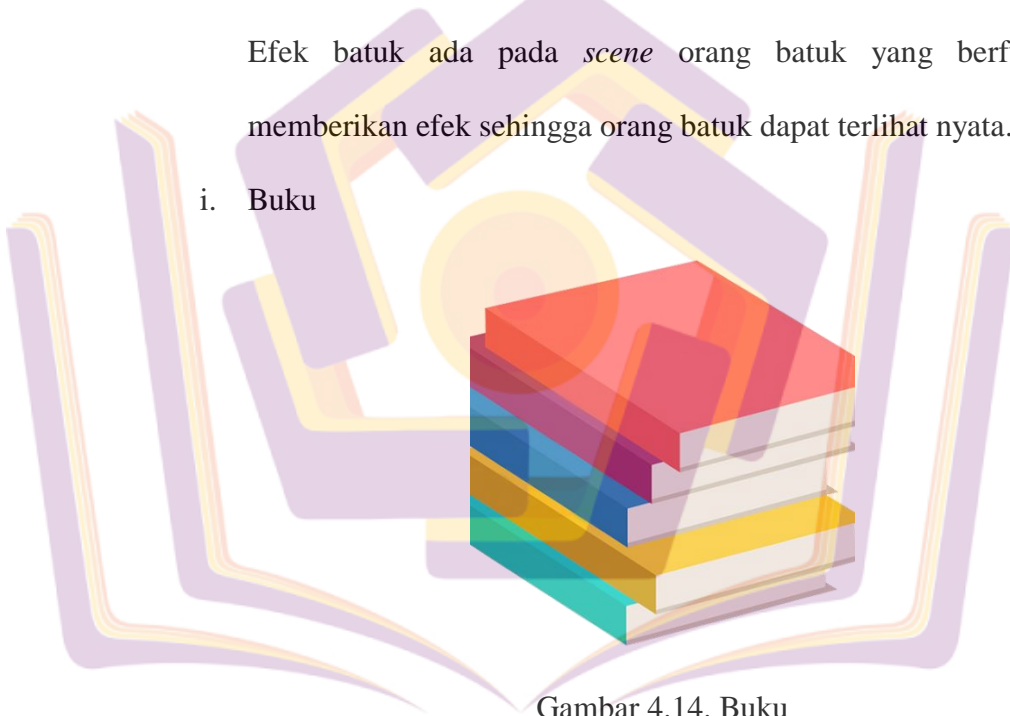 Efek batuk ada pada scene orang batuk yang berf
memberikan efek sehingga orang batuk dapat terlihat nyata.
i. Buku
Gambar 4.14. Buku